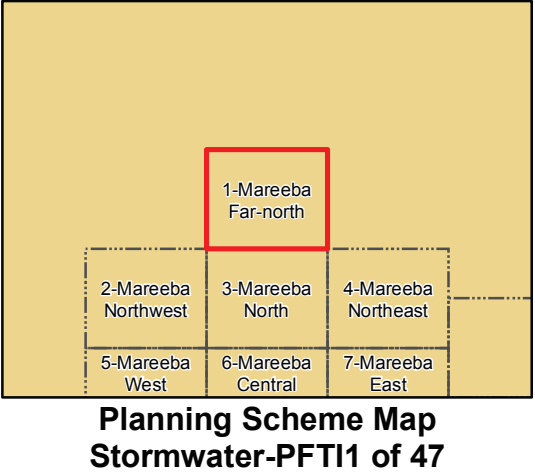 1-Mareeba
Far-north
2-Mareeba
Northwest
3-Mareeba
North
4-Mareeba
Northeast
5-Mareeba
West
6-Mareeba
Central
7-Mareeba
East
Planning Scheme Map
Stormwater-PFTI1 of 47